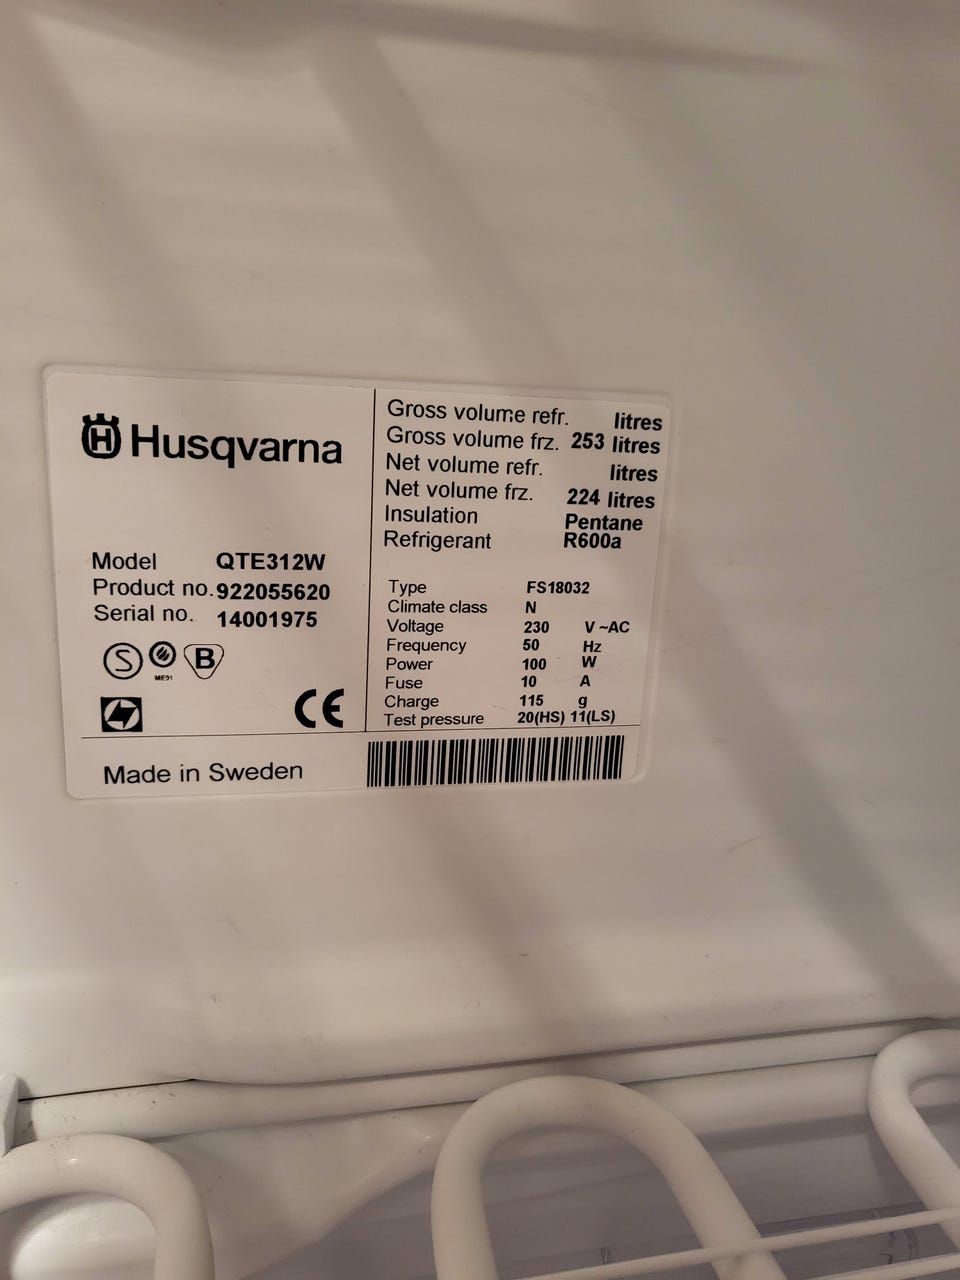 Husqvarna
Model QTE312W
Product no. 922055620
Serial no. 14001975
S
B
CE
Made in Sweden
Gross volume refr. litres
Gross volume frz. 253 litres
Net volume refr. litres
Net volume frz. 224 litres
Insulation Pentane
Refrigerant R600a
Type FS18032
Climate class N
Voltage 230 V ~AC
Frequency 50 Hz
Power 100 W
Fuse 10 A
Charge 115 g
Test pressure 20(HS) 11(LS)